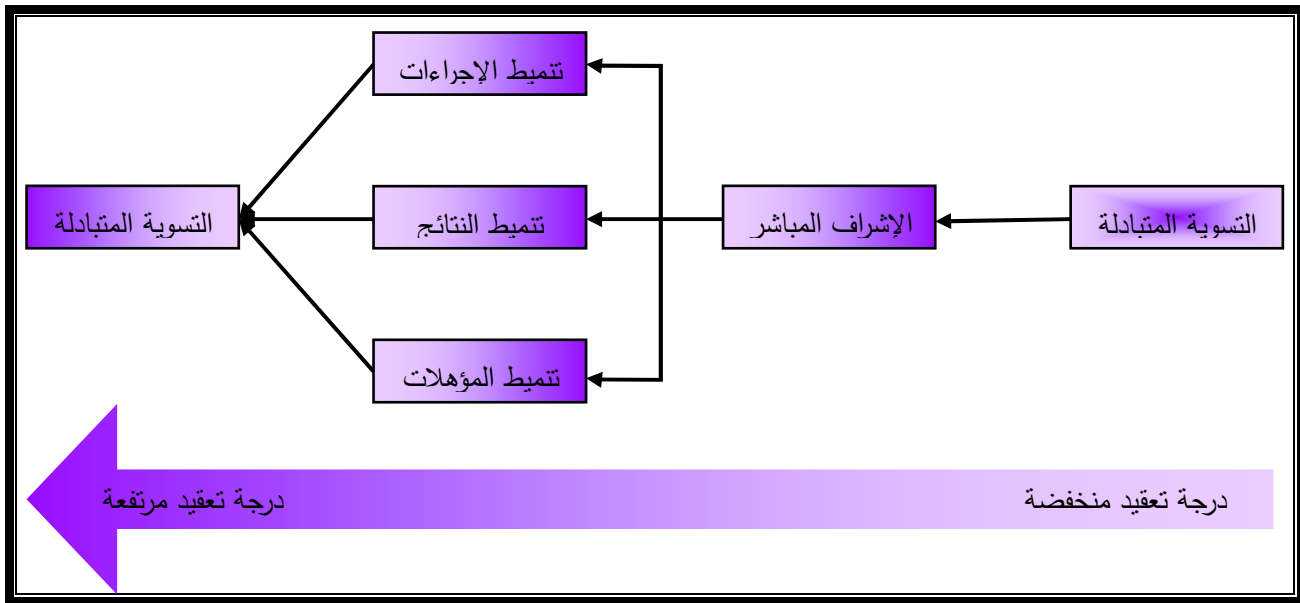 تنميط الإجراءات
التسوية المتبادلة
الإشراف المباشر
تنميط النتائج
التسوية المتبادلة
تنميط المؤهلات
درجة تعقيد منخفضة
درجة تعقيد مرتفعة